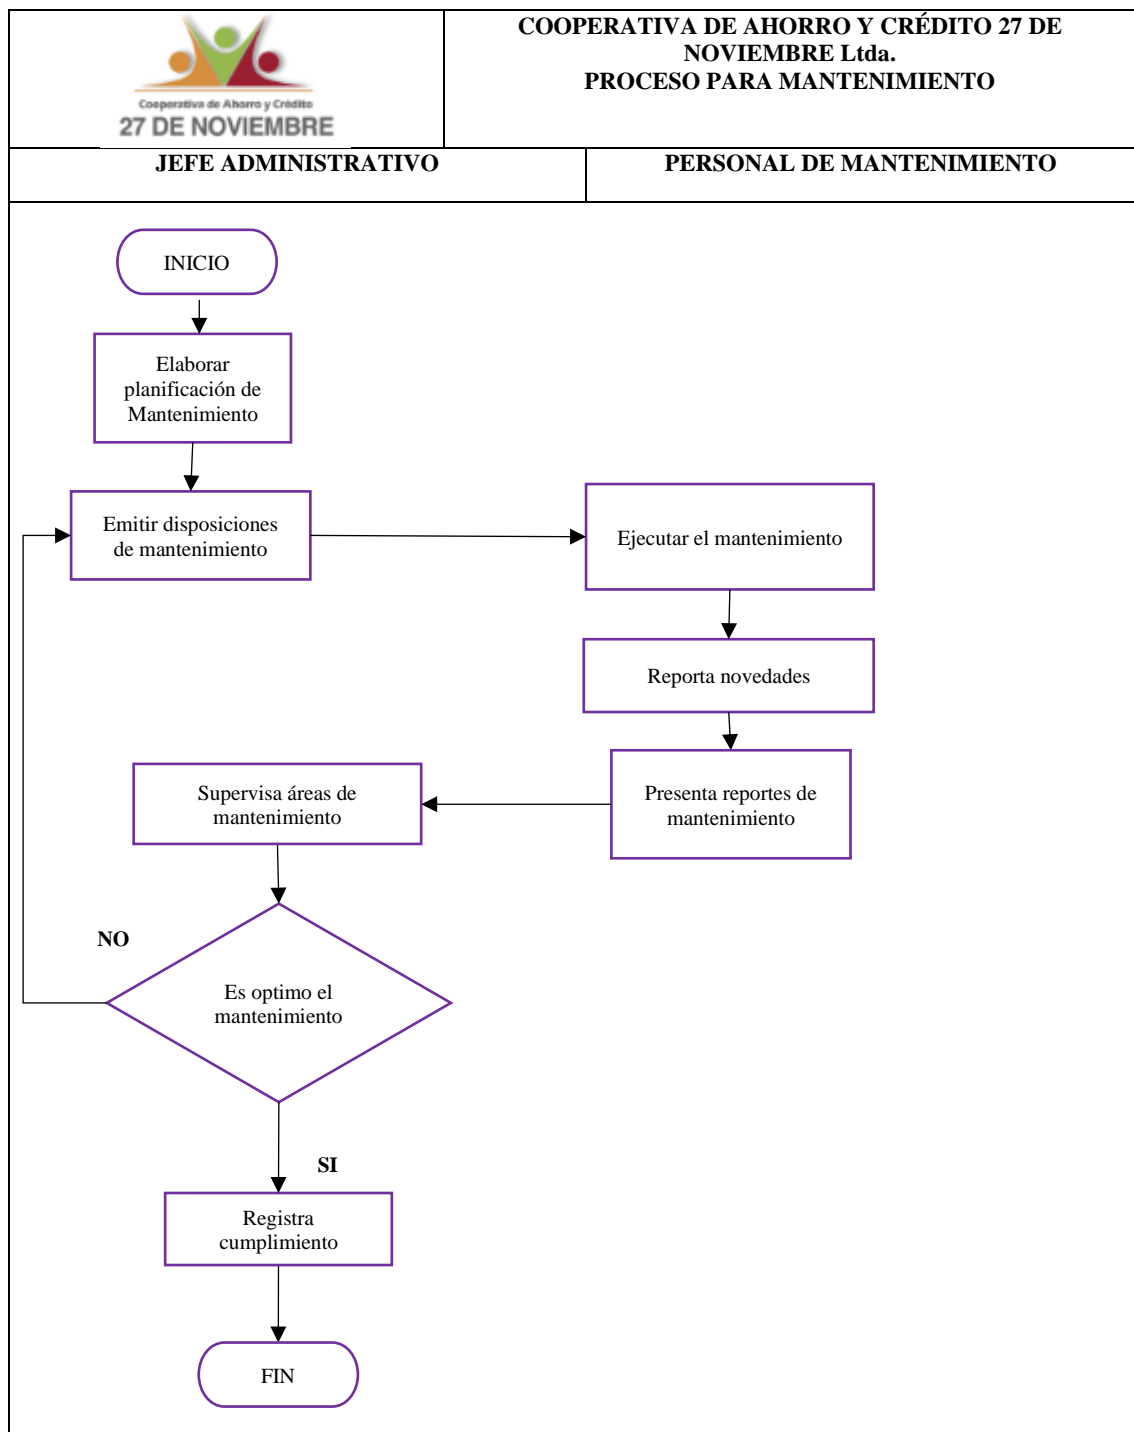 Cooperativa de Ahorro y Crédito
27 DE NOVIEMBRE
COOPERATIVA DE AHORRO Y CRÉDITO 27 DE
NOVIEMBRE Ltda.
PROCESO PARA MANTENIMIENTO
JEFE ADMINISTRATIVO
PERSONAL DE MANTENIMIENTO
INICIO
Elaborar
planificación de
Mantenimiento
Emitir disposiciones
de mantenimiento
Ejecutar el mantenimiento
Reporta novedades
Presenta reportes de
mantenimiento
Supervisa áreas de
mantenimiento
NO
Es optimo el
mantenimiento
SI
Registra
cumplimiento
FIN